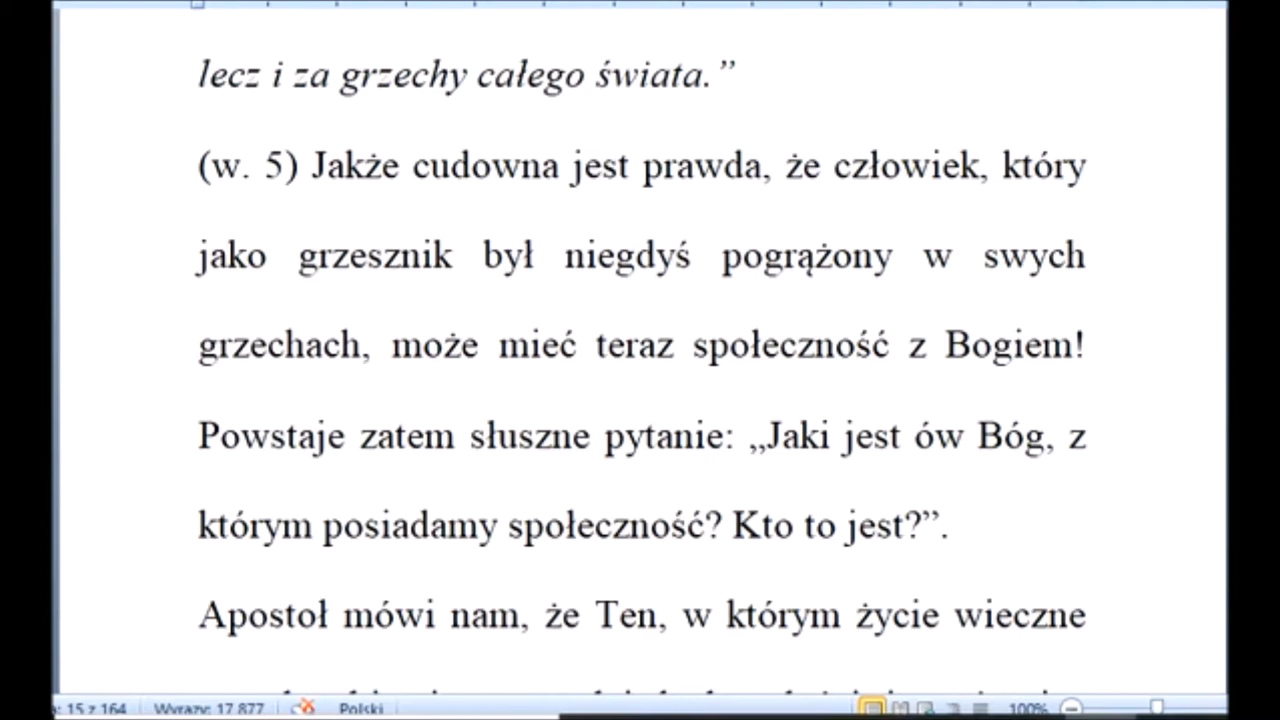 lecz i za grzechy całego świata.”
(w. 5) Jakże cudowna jest prawda, że człowiek, który
jako grzesznik był niegdyś pogrążony w swych
grzechach, może mieć teraz społeczność z Bogiem!
Powstaje zatem słuszne pytanie: „Jaki jest ów Bóg, z
którym posiadamy społeczność? Kto to jest?”.
Apostoł mówi nam, że Ten, w którym życie wieczne
15 z 164 Wyrazy: 17 877 Polski 100%